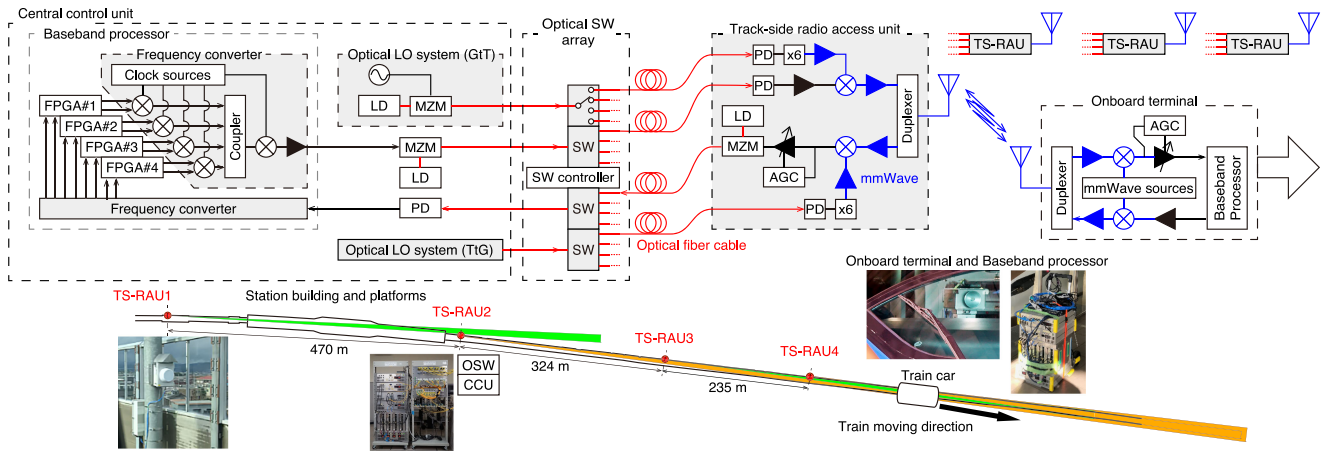 Central control unit
Baseband processor
Frequency converter
Clock sources
FPGA#1
FPGA#2
FPGA#3
FPGA#4
Coupler
Frequency converter
Optical LO system (GtT)
LD
MZM
MZM
LD
PD
Optical LO system (TtG)
Optical SW
array
SW
SW controller
SW
SW
Optical fiber cable
Track-side radio access unit
PD
x6
PD
LD
MZM
AGC
PD
x6
mmWave
Duplexer
TS-RAU
TS-RAU
TS-RAU
Onboard terminal
Duplexer
AGC
mmWave sources
Baseband
Processor
Onboard terminal and Baseband processor
TS-RAU1
Station building and platforms
TS-RAU2
TS-RAU3
TS-RAU4
470 m
324 m
235 m
OSW
CCU
Train car
Train moving direction